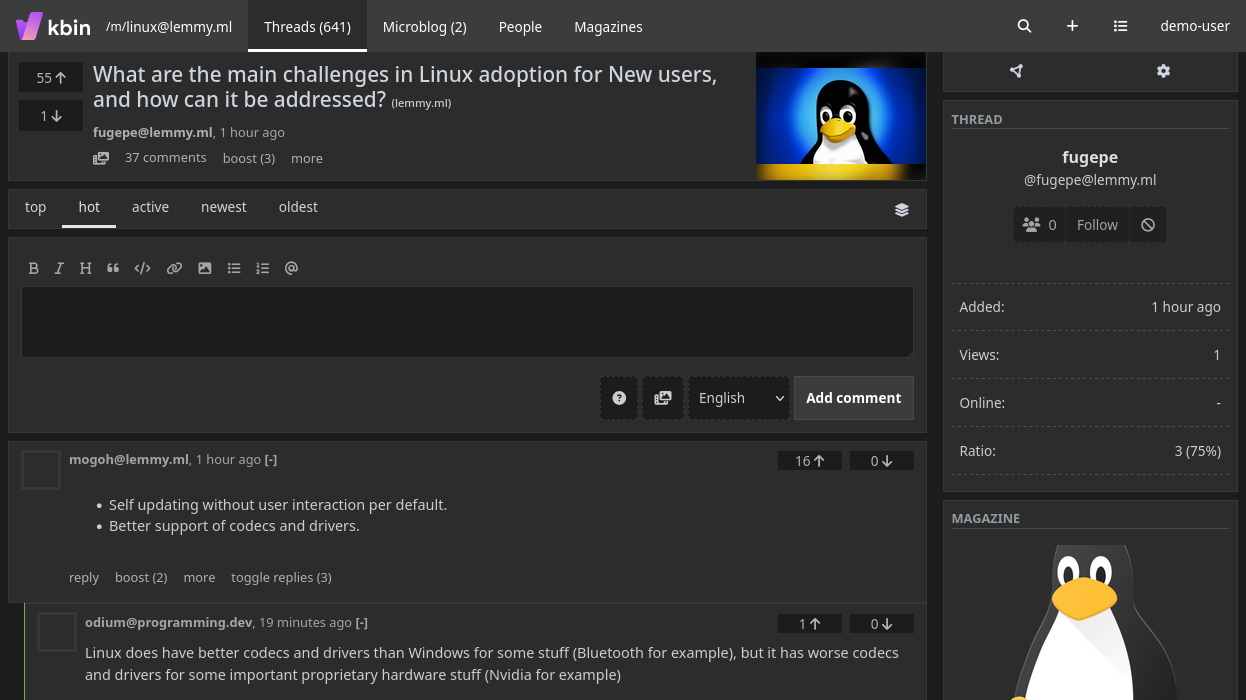 kbin /m/linux@lemmy.ml Threads (641) Microblog (2) People Magazines demo-user
55
What are the main challenges in Linux adoption for New users,
and how can it be addressed? (lemmy.ml)
1
fugepe@lemmy.ml, 1 hour ago
37 comments boost (3) more
top hot active newest oldest
B I H @
English Add comment
mogoh@lemmy.ml, 1 hour ago [-] 16 0
• Self updating without user interaction per default.
• Better support of codecs and drivers.
reply boost (2) more toggle replies (3)
odium@programming.dev, 19 minutes ago [-] 1 0
Linux does have better codecs and drivers than Windows for some stuff (Bluetooth for example), but it has worse codecs
and drivers for some important proprietary hardware stuff (Nvidia for example)
THREAD
fugepe
@fugepe@lemmy.ml
0 Follow
Added: 1 hour ago
Views: 1
Online: -
Ratio: 3 (75%)
MAGAZINE